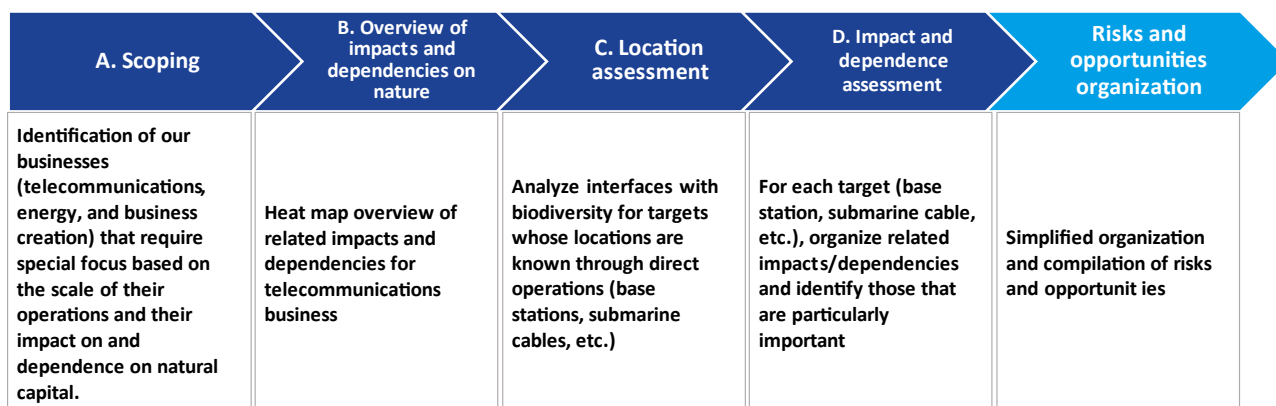 A. Scoping
B. Overview of
impacts and
dependencies on
nature
C. Location
assessment
D. Impact and
dependence
assessment
Risks and
opportunities
organization
Identification of our
businesses
(telecommunications,
energy, and business
creation) that require
special focus based on
the scale of their
operations and their
impact on and
dependence on natural
capital.
Heat map overview of
related impacts and
dependencies for
telecommunications
business
Analyze interfaces with
biodiversity for targets
whose locations are
known through direct
operations (base
stations, submarine
cables, etc.)
For each target (base
station, submarine cable,
etc.), organize related
impacts/dependencies
and identify those that
are particularly
important
Simplified organization
and compilation of risks
and opportunit ies